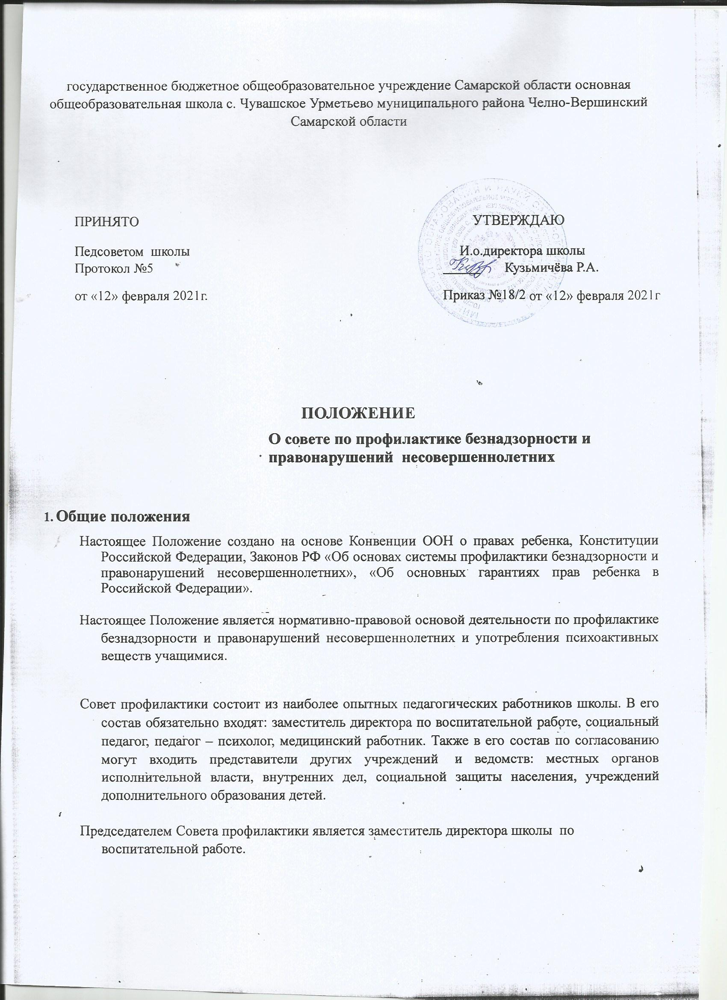 государственное бюджетное общеобразовательное учреждение Самарской области основная
общеобразовательная школа с. Чувашское Урметьево муниципального района Челно-Вершинский
Самарской области
ПРИНЯТО
Педсоветом школы
Протокол №5
от «12» февраля 2021г.
УТВЕРЖДАЮ
И.о.директора школы
Кузьмичёва Р.А.
Приказ №18/2 от «12» февраля 2021г
ПОЛОЖЕНИЕ
О совете по профилактике безнадзорности и
правонарушений несовершеннолетних
1. Общие положения
Настоящее Положение создано на основе Конвенции ООН о правах ребенка, Конституции
Российской Федерации, Законов РФ «Об основах системы профилактики безнадзорности и
правонарушений несовершеннолетних», «Об основных гарантиях прав ребенка в
Российской Федерации».
Настоящее Положение является нормативно-правовой основой деятельности по профилактике
безнадзорности и правонарушений несовершеннолетних и употребления психоактивных
веществ учащимися.
Совет профилактики состоит из наиболее опытных педагогических работников школы. В его
состав обязательно входят: заместитель директора по воспитательной работе, социальный
педагог, педагог – психолог, медицинский работник. Также в его состав по согласованию
могут входить представители других учреждений и ведомств: местных органов
исполнительной власти, внутренних дел, социальной защиты населения, учреждений
дополнительного образования детей.
Председателем Совета профилактики является заместитель директора школы по
воспитательной работе.